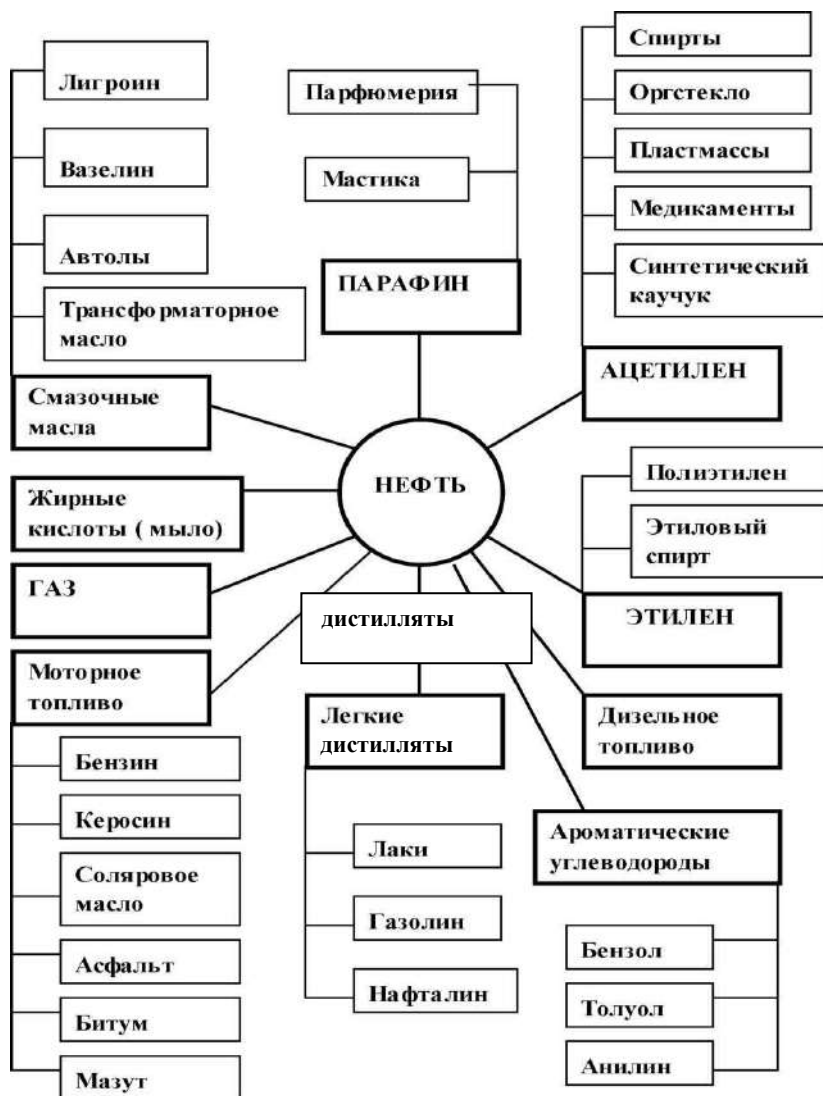 Лигроин
Вазелин
Автолы
Трансформаторное
масло
Смазочные
масла
Парфюмерия
Мастика
ПАРАФИН
Спирты
Оргстекло
Пластмассы
Медикаменты
Синтетический
каучук
АЦЕТИЛЕН
НЕФТЬ
Жирные
кислоты ( мыло)
ГАЗ
Моторное
топливо
Бензин
Керосин
Соляровое
масло
Асфальт
Битум
Мазут
дистилляты
Легкие
дистилляты
Лаки
Газолин
Нафталин
Полиэтилен
Этиловый
спирт
ЭТИЛЕН
Дизельное
топливо
Ароматические
углеводороды
Бензол
Толуол
Анилин